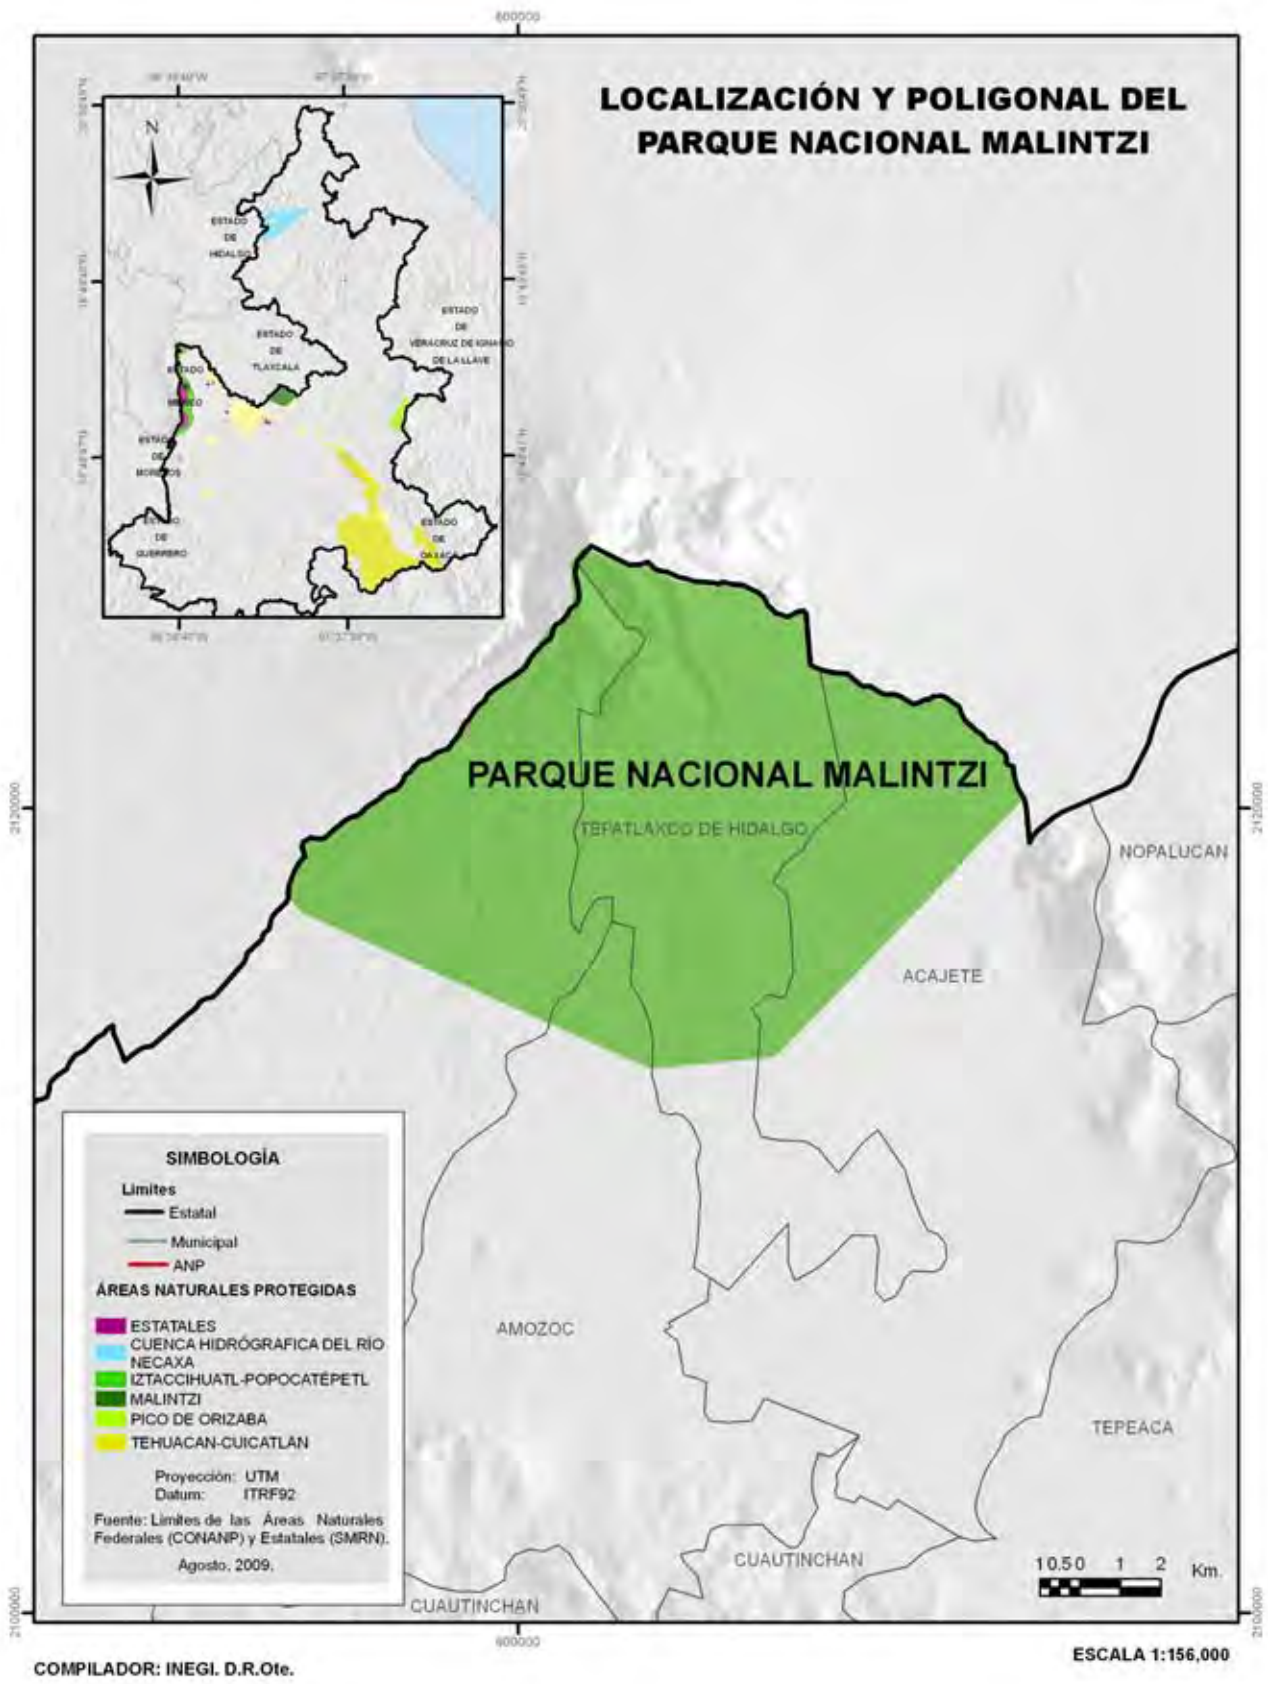 600000
LOCALIZACIÓN Y POLIGONAL DEL
PARQUE NACIONAL MALINTZI
N
ESTADO
DE
HIDALGO
ESTADO
DE
TLAXCALA
ESTADO
DE
VERACRUZ DE IGNACIO
DE LA LLAVE
ESTADO
MÉXICO
ESTADO
DE
MORELOS
ESTADO
DE
GUERRERO
ESTADO
DE
OAXACA
PARQUE NACIONAL MALINTZI
TEPATLAXCO DE HIDALGO
2120000
2120000
NOPALUCAN
ACAJETE
AMOZOC
TEPEACA
CUAUTINCHAN
CUAUTINCHAN
SIMBOLOGÍA
Limites
Estatal
Municipal
ANP
ÁREAS NATURALES PROTEGIDAS
ESTATALES
CUENCA HIDRÓGRAFICA DEL RÍO
NECAXA
IZTACCIHUATL-POPOCATÉPETL
MALINTZI
PICO DE ORIZABA
TEHUACAN-CUICATLAN
Proyección: UTM
Datum: ITRF92
Fuente: Limites de las Áreas Naturales
Federales (CONANP) y Estatales (SMRN).
Agosto, 2009.
1 0.5 0 1 2 Km.
2100000
2100000
600000
ESCALA 1:156,000
COMPILADOR: INEGI. D.R.Ote.